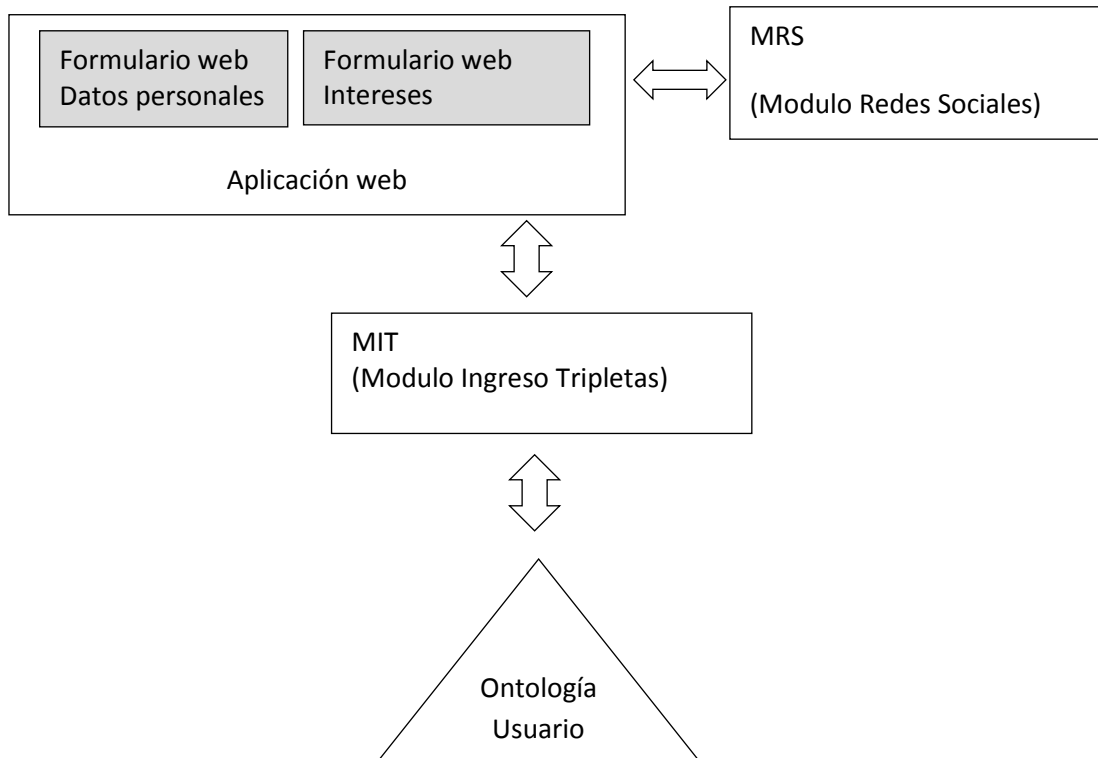 Formulario web
Datos personales
Formulario web
Intereses
Aplicación web
MRS
(Modulo Redes Sociales)
MIT
(Modulo Ingreso Tripletas)
Ontología
Usuario